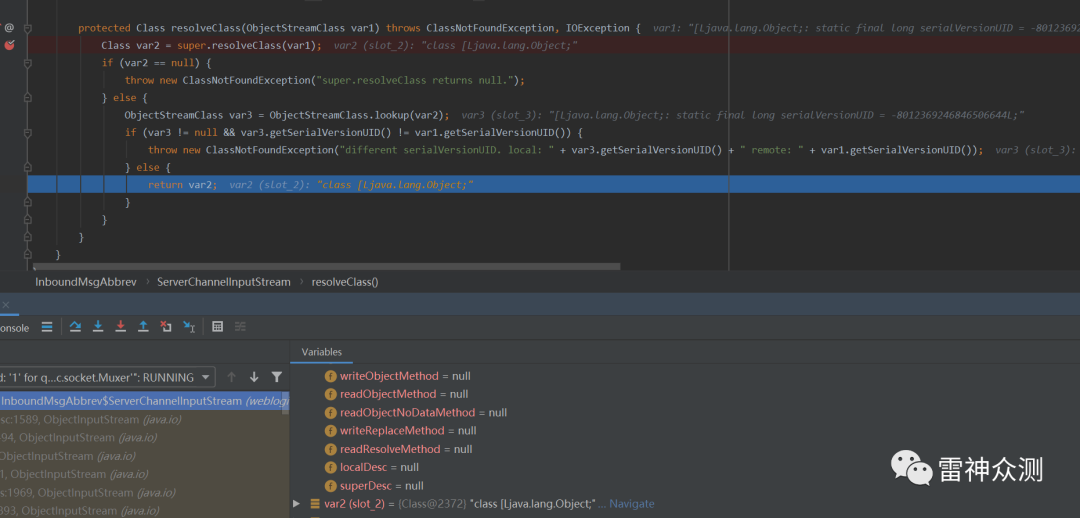 protected Class resolveClass(ObjectStreamClass var1) throws ClassNotFoundException, IOException { var1: "[Ljava.lang.Object;: static final long serialVersionUID = -8012369
Class var2 = super.resolveClass(var1); var2 (slot_2): "class [Ljava.lang.Object;"
if (var2 == null) {
throw new ClassNotFoundException("super.resolveClass returns null.");
} else {
ObjectStreamClass var3 = ObjectStreamClass.lookup(var2); var3 (slot_3): "[Ljava.lang.Object;: static final long serialVersionUID = -8012369246846506644L;"
if (var3 != null && var3.getSerialVersionUID() != var1.getSerialVersionUID()) {
throw new ClassNotFoundException("different serialVersionUID. local: " + var3.getSerialVersionUID() + " remote: " + var1.getSerialVersionUID()); var3 (slot_3):
} else {
return var2; var2 (slot_2): "class [Ljava.lang.Object;"
}
}
}
}
InboundMsgAbbrev › ServerChannelInputStream › resolveClass()
onsole
Variables
d: '1' for q...c.socket.Muxer'": RUNNING
InboundMsgAbbrev$ServerChannelInputStream (weblogi
sc:1589, ObjectInputStream (java.io)
94, ObjectInputStream (java.io)
ObjectInputStream (java.io)
1, ObjectInputStream (java.io)
s:1969, ObjectInputStream (java.io)
893, ObjectInputStream (java.io)
writeObjectMethod = null
readObjectMethod = null
readObjectNoDataMethod = null
writeReplaceMethod = null
readResolveMethod = null
localDesc = null
superDesc = null
var2 (slot_2) = {Class@2372} "class [Ljava.lang.Object;" ... Navigate
雷神众测